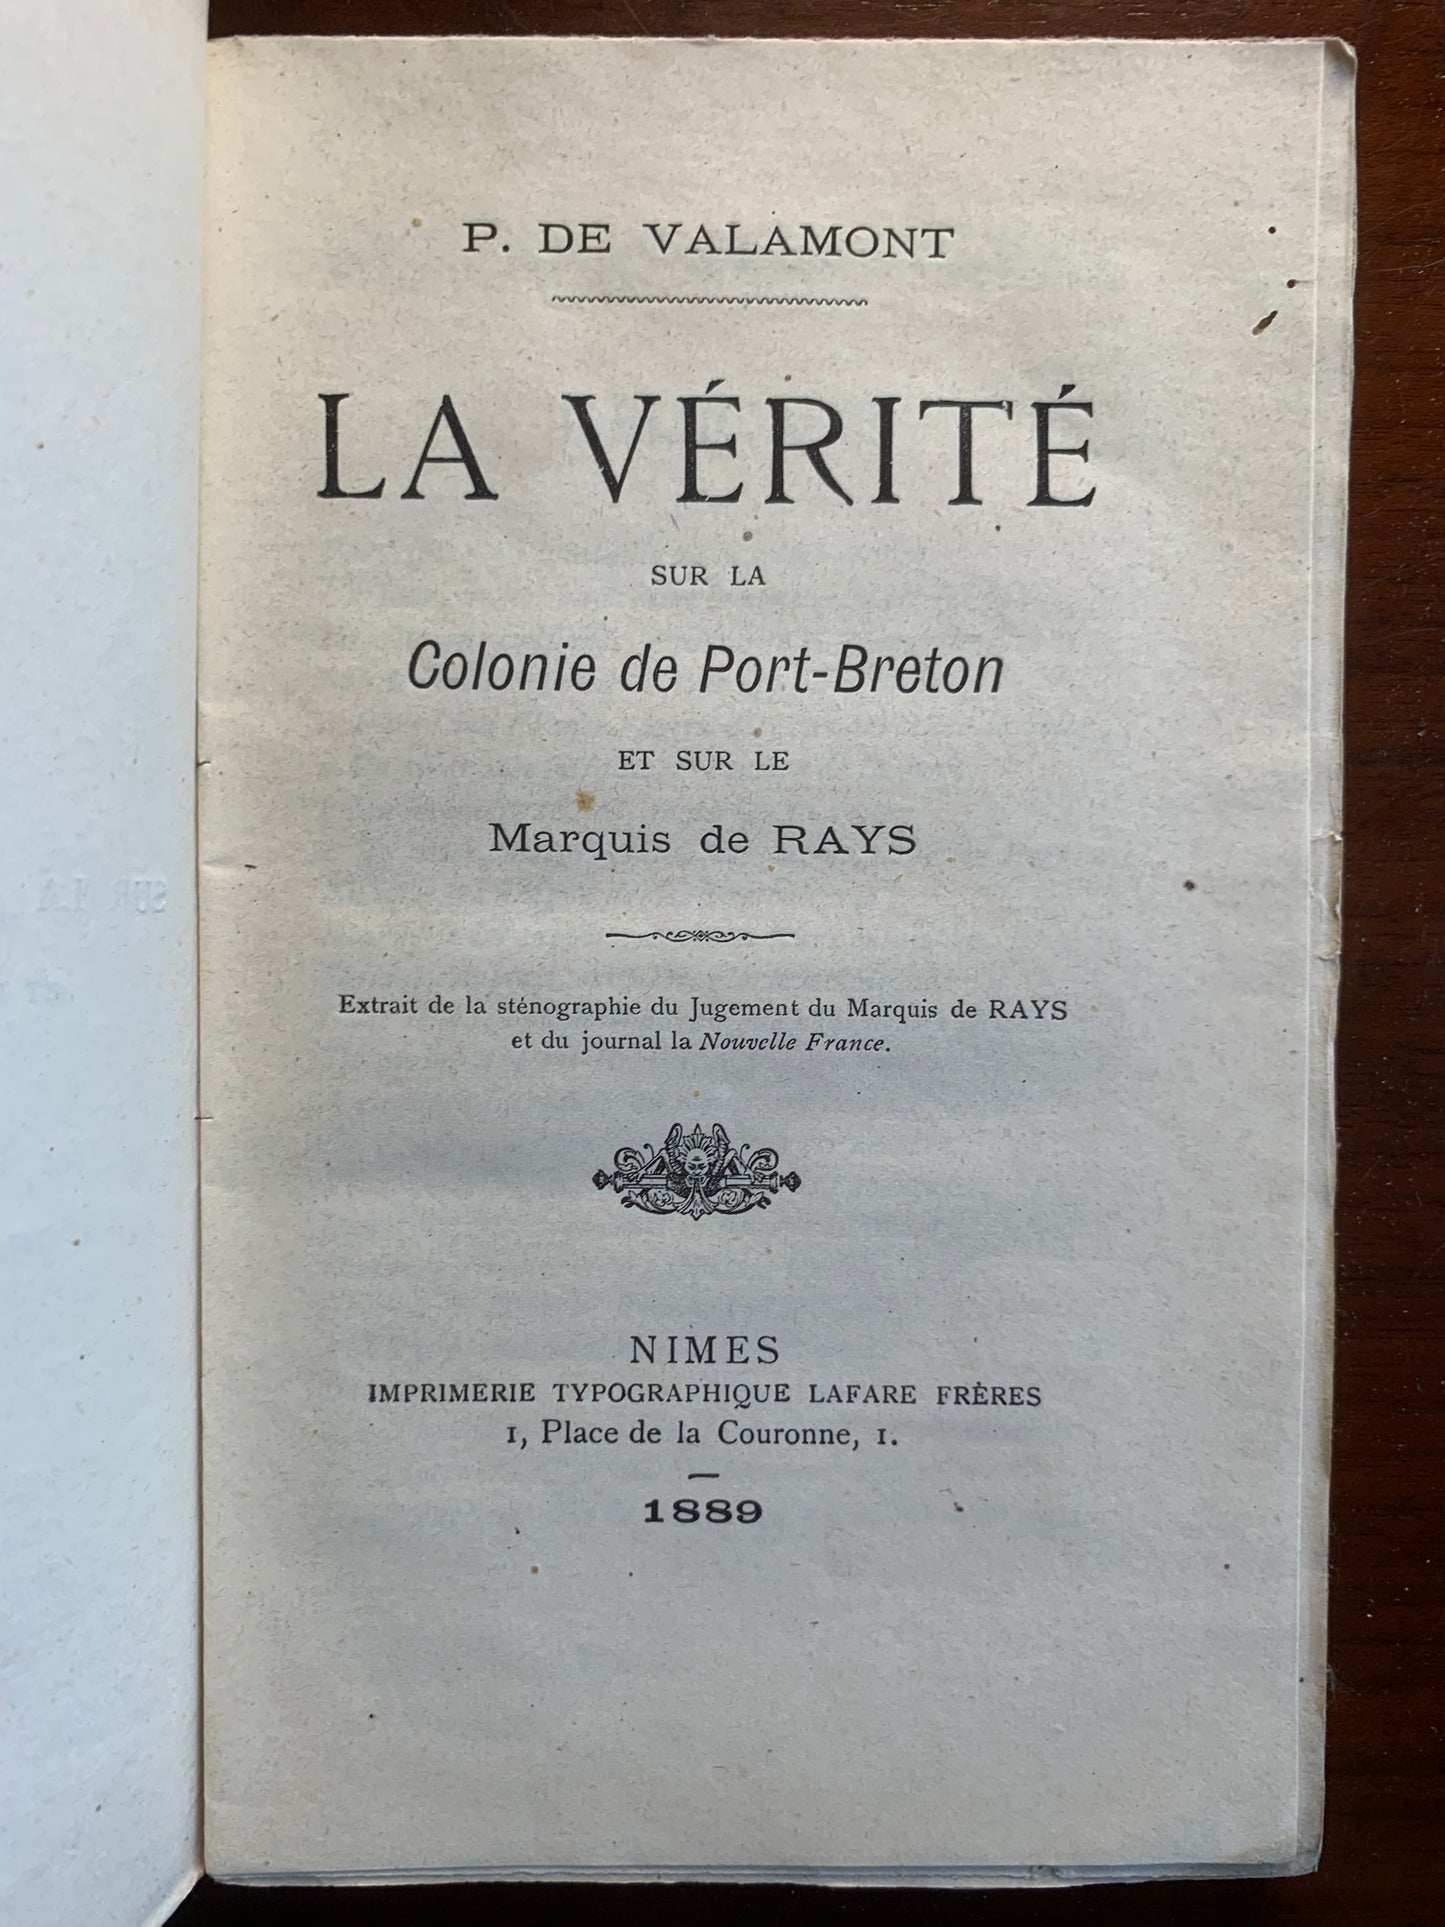 P. DE VALAMONT
LA VÉRITÉ
SUR LA
Colonie de Port-Breton
ET SUR LE
Marquis de RAYS
Extrait de la sténographie du Jugement du Marquis de RAYS
et du journal la Nouvelle France.
NIMES
IMPRIMERIE TYPOGRAPHIQUE LAFARE FRÈRES
1, Place de la Couronne, 1.
1889